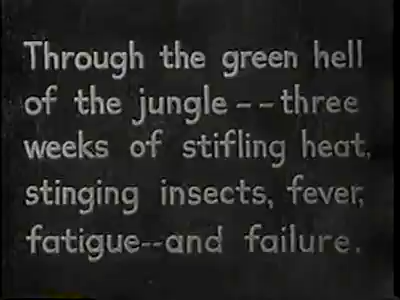 Through the green hell
of the jungle -- three
weeks of stifling heat,
stinging insects, fever,
fatigue--and failure.